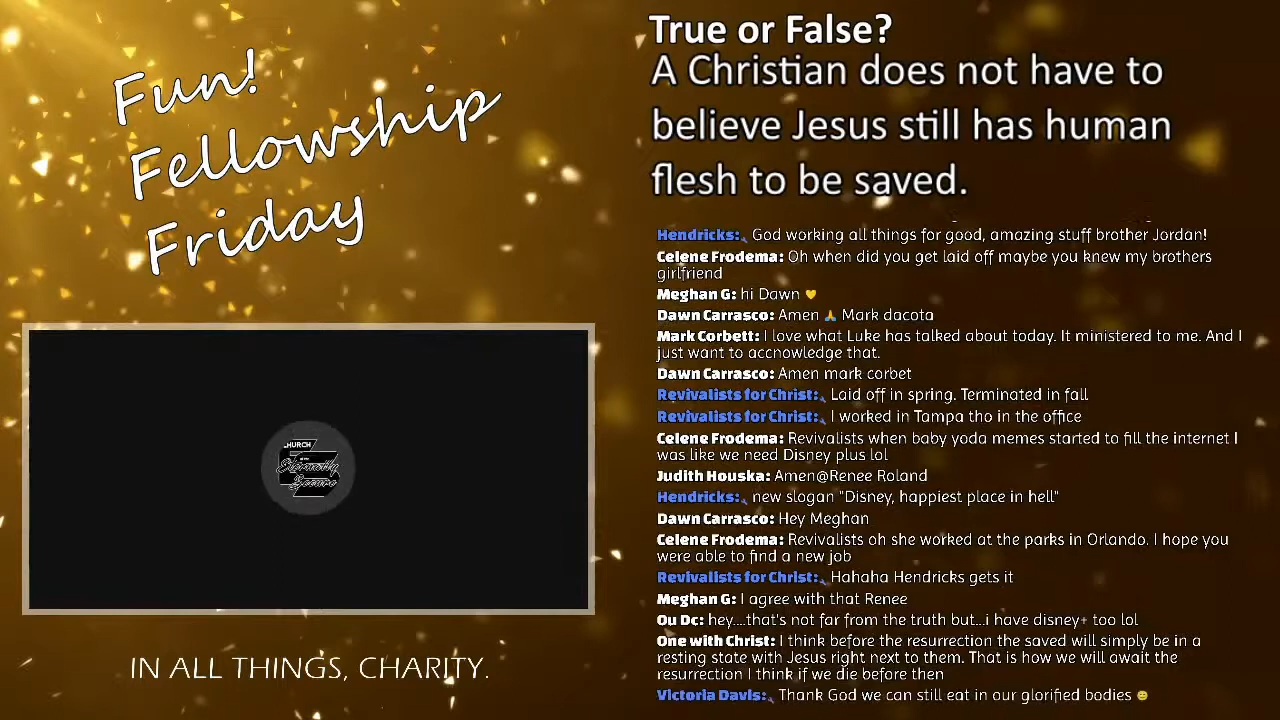 Fun!
Fellowship
Friday
CHURCH
OF THE
Eternally
Secure
IN ALL THINGS, CHARITY.
True or False?
A Christian does not have to
believe Jesus still has human
flesh to be saved.
Hendricks: God working all things for good, amazing stuff brother Jordan!
Celene Frodema: Oh when did you get laid off maybe you knew my brothers
girlfriend
Meghan G: hi Dawn 💛
Dawn Carrasco: Amen 🙏 Mark dacota
Mark Corbett: I love what Luke has talked about today. It ministered to me. And I
just want to accnowledge that.
Dawn Carrasco: Amen mark corbet
Revivalists for Christ: Laid off in spring. Terminated in fall
Revivalists for Christ: I worked in Tampa tho in the office
Celene Frodema: Revivalists when baby yoda memes started to fill the internet I
was like we need Disney plus lol
Judith Houska: Amen@Renee Roland
Hendricks: new slogan "Disney, happiest place in hell"
Dawn Carrasco: Hey Meghan
Celene Frodema: Revivalists oh she worked at the parks in Orlando. I hope you
were able to find a new job
Revivalists for Christ: Hahaha Hendricks gets it
Meghan G: I agree with that Renee
Ou Dc: hey....that's not far from the truth but...i have disney+ too lol
One with Christ: I think before the resurrection the saved will simply be in a
resting state with Jesus right next to them. That is how we will await the
resurrection I think if we die before then
Victoria Davis: Thank God we can still eat in our glorified bodies 😊